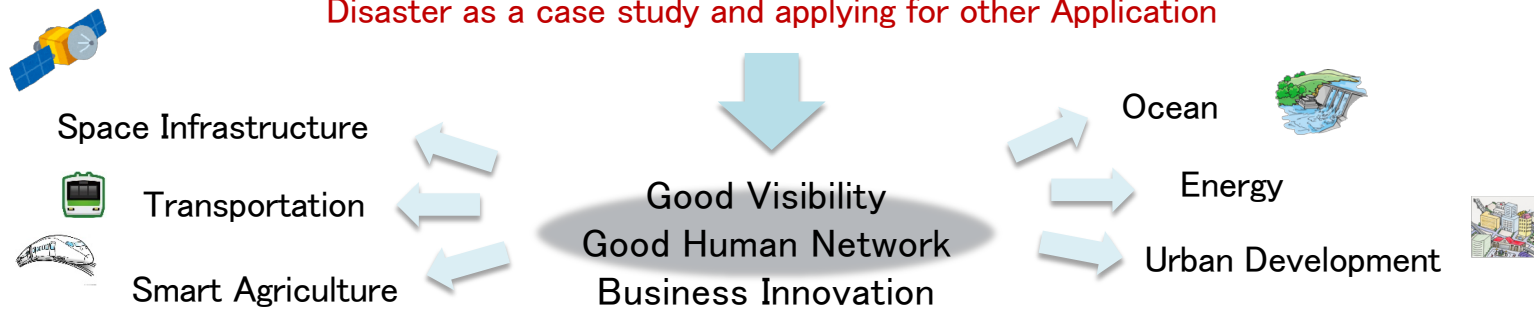 Disaster as a case study and applying for other Application
Space Infrastructure
Transportation
Smart Agriculture
Good Visibility
Good Human Network
Business Innovation
Ocean
Energy
Urban Development